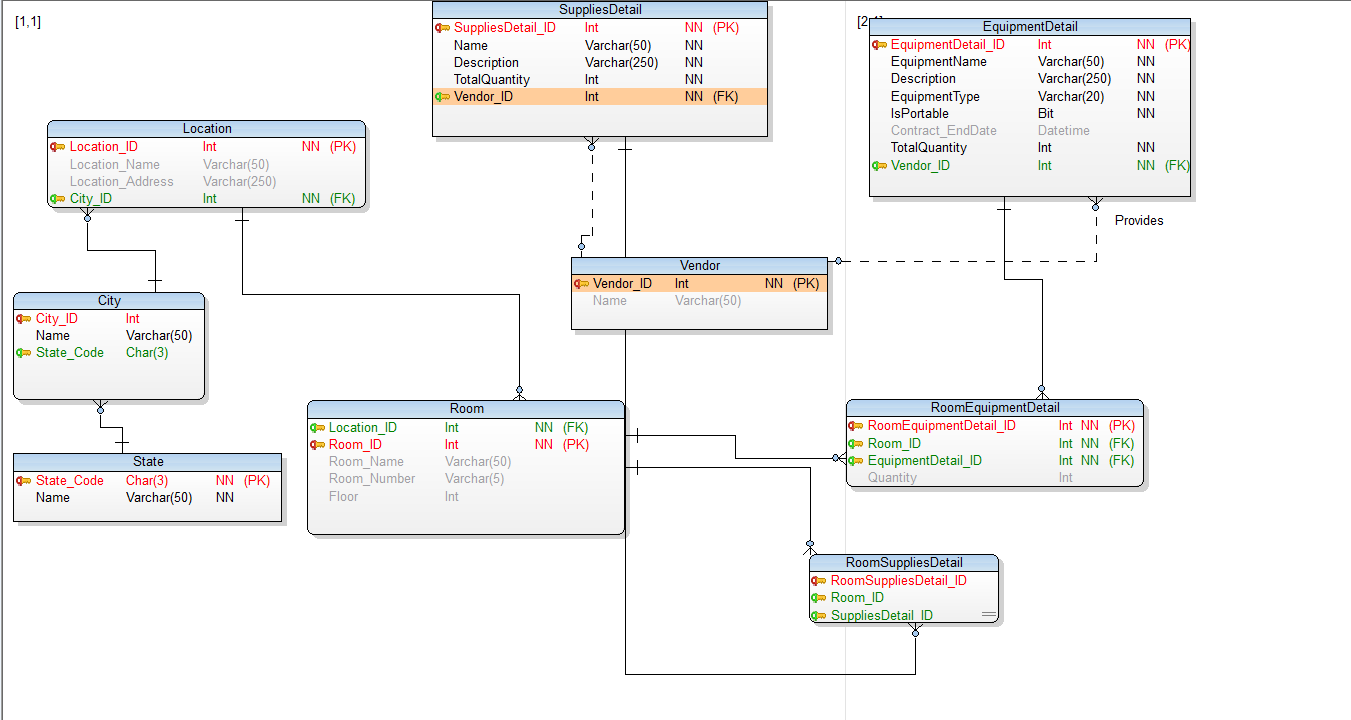 [1,1]
SuppliesDetail
SuppliesDetail_ID Int NN (PK)
Name Varchar(50) NN
Description Varchar(250) NN
TotalQuantity Int NN
Vendor_ID Int NN (FK)
EquipmentDetail
EquipmentDetail_ID Int NN (PK)
EquipmentName Varchar(50) NN
Description Varchar(250) NN
EquipmentType Varchar(20) NN
IsPortable Bit NN
Contract_EndDate Datetime
TotalQuantity Int NN
Vendor_ID Int NN (FK)
Location
Location_ID Int NN (PK)
Location_Name Varchar(50)
Location_Address Varchar(250)
City_ID Int NN (FK)
Provides
Vendor
Vendor_ID Int NN (PK)
Name Varchar(50)
City
City_ID Int
Name Varchar(50)
State_Code Char(3)
Room
Location_ID Int NN (FK)
Room_ID Int NN (PK)
Room_Name Varchar(50)
Room_Number Varchar(5)
Floor Int
RoomEquipmentDetail
RoomEquipmentDetail_ID Int NN (PK)
Room_ID Int NN (FK)
EquipmentDetail_ID Int NN (FK)
Quantity Int
State
State_Code Char(3) NN (PK)
Name Varchar(50) NN
RoomSuppliesDetail
RoomSuppliesDetail_ID
Room_ID
SuppliesDetail_ID